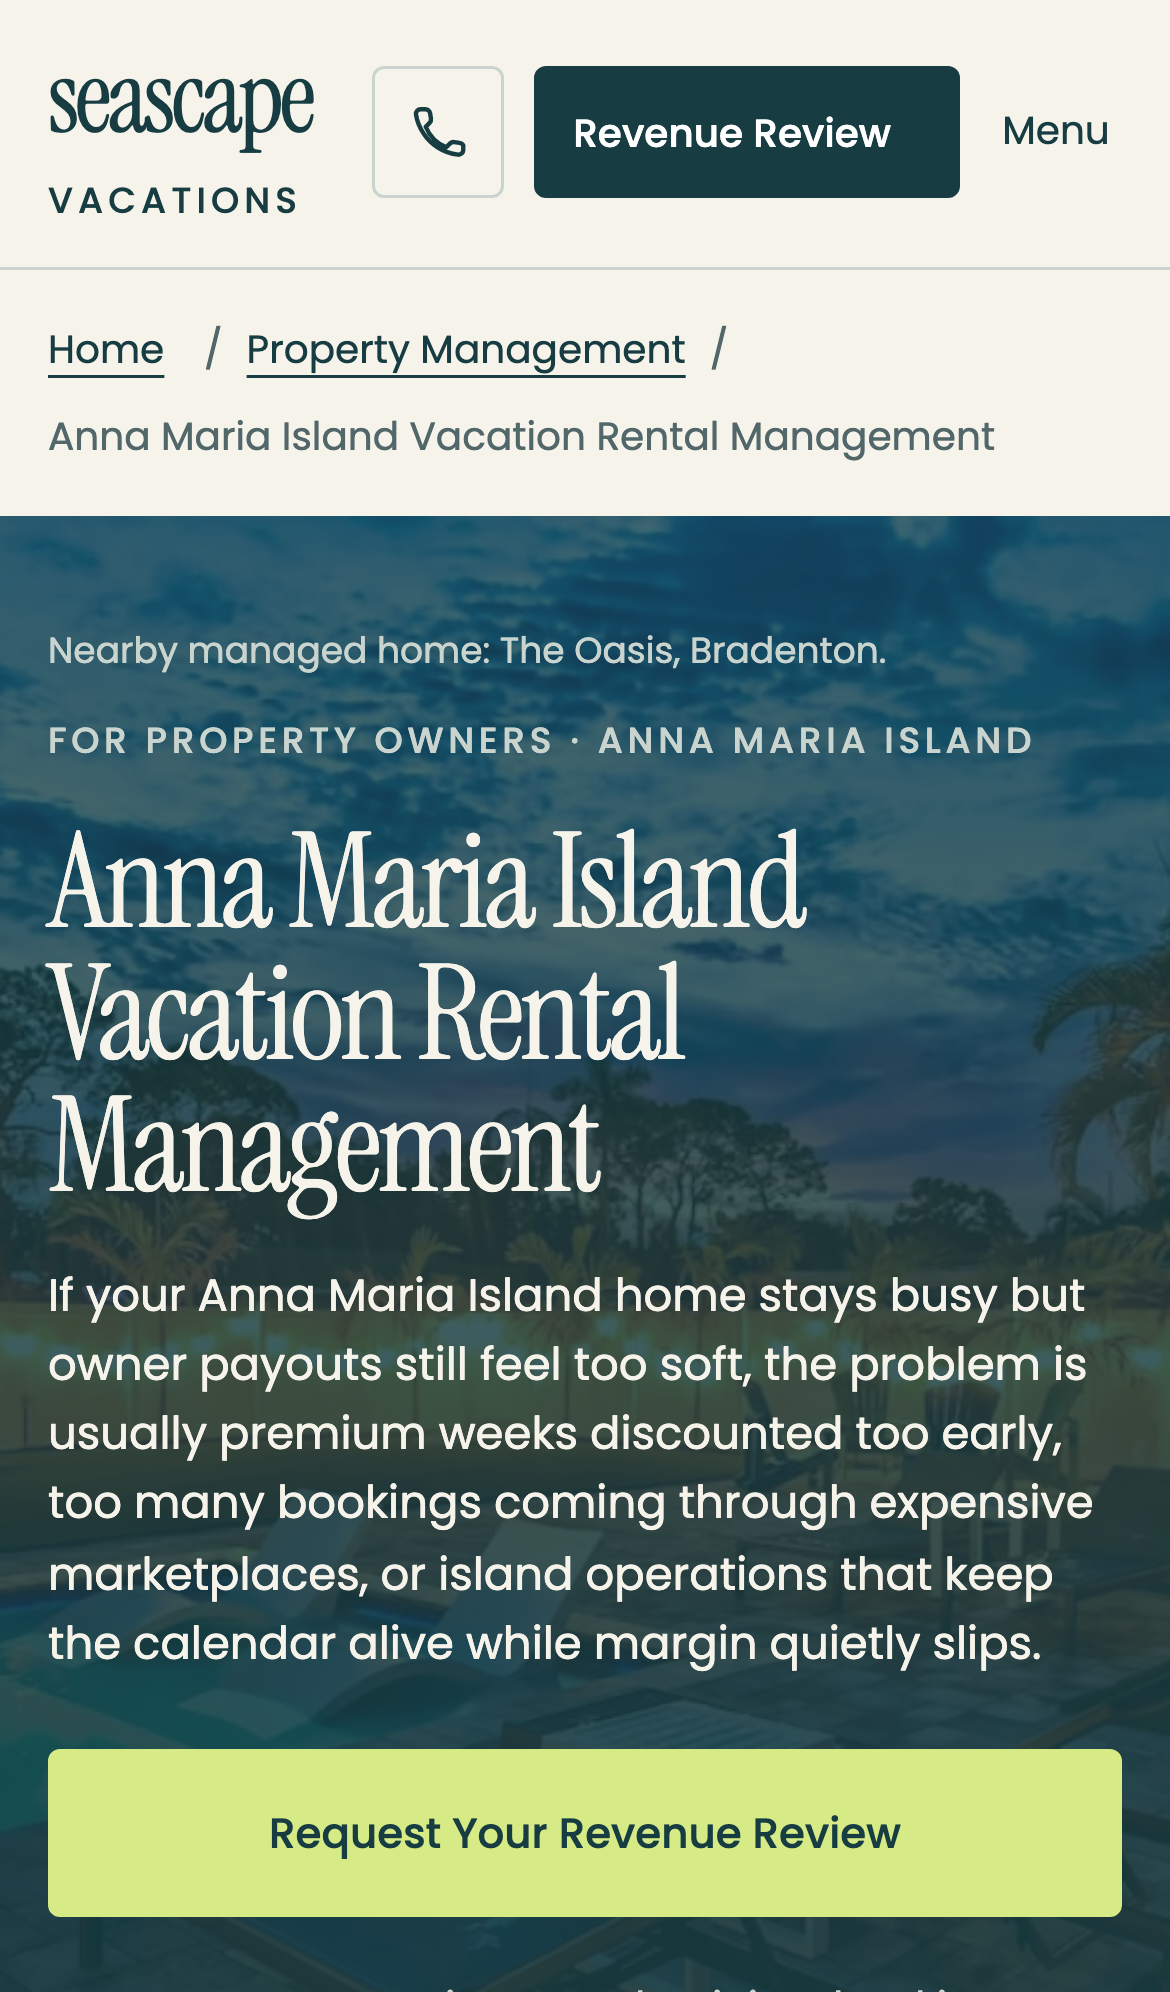 seascape
VACATIONS
Revenue Review
Menu
Home / Property Management /
Anna Maria Island Vacation Rental Management
Nearby managed home: The Oasis, Bradenton.
FOR PROPERTY OWNERS · ANNA MARIA ISLAND
Anna Maria Island
Vacation Rental
Management
If your Anna Maria Island home stays busy but
owner payouts still feel too soft, the problem is
usually premium weeks discounted too early,
too many bookings coming through expensive
marketplaces, or island operations that keep
the calendar alive while margin quietly slips.
Request Your Revenue Review